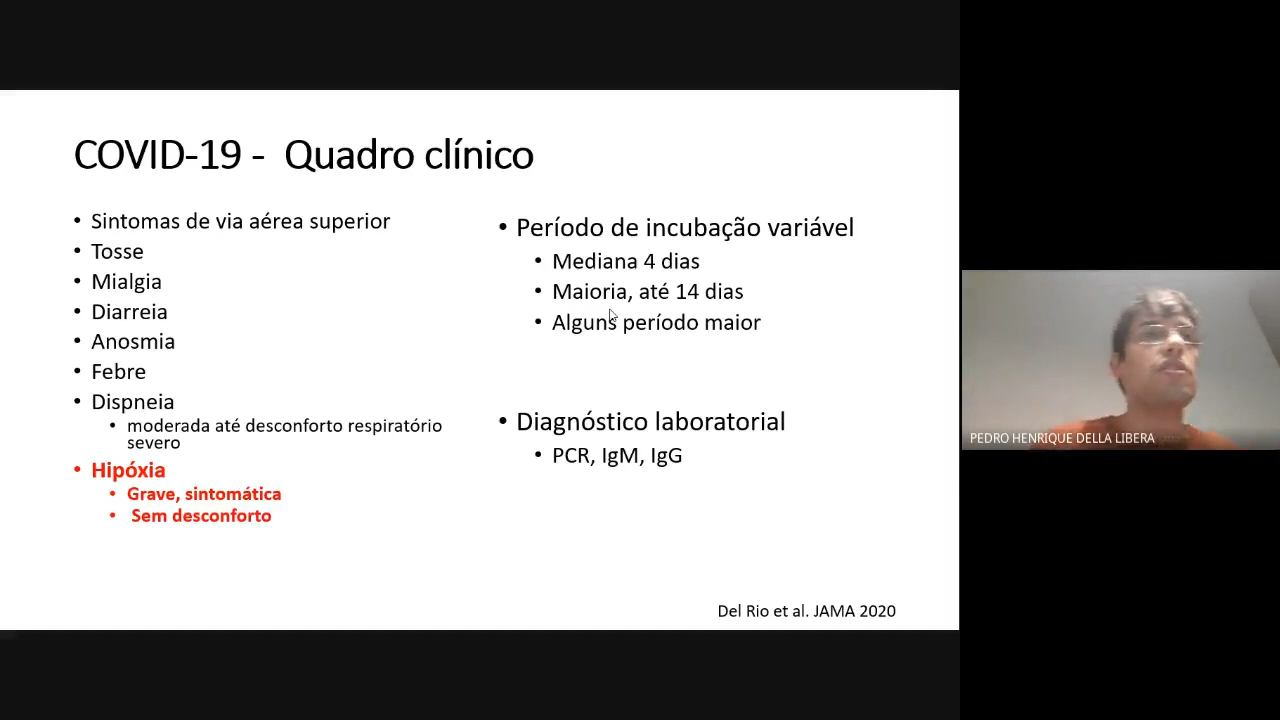 COVID-19 - Quadro clínico
• Sintomas de via aérea superior
• Tosse
• Mialgia
• Diarreia
• Anosmia
• Febre
• Dispneia
• moderada até desconforto respiratório
severo
• Hipóxia
• Grave, sintomática
• Sem desconforto
• Período de incubação variável
• Mediana 4 dias
• Maioria, até 14 dias
• Alguns período maior
• Diagnóstico laboratorial
• PCR, IgM, IgG
Del Rio et al. JAMA 2020
PEDRO HENRIQUE DELLA LIBERA